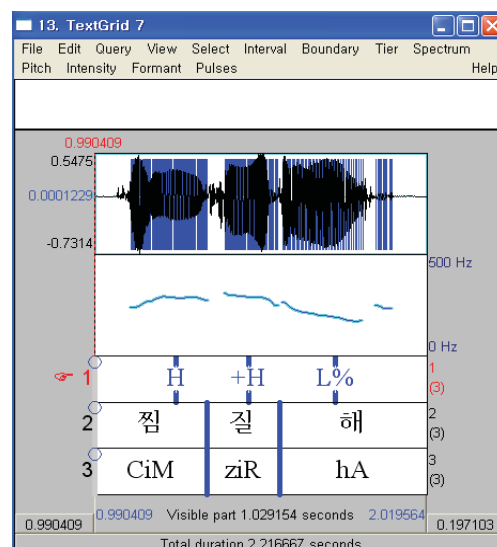 13. TextGrid 7
File Edit Query View Select Interval Boundary Tier Spectrum
Pitch Intensity Formant Pulses Help
0.990409
0.5475
0.0001229
-0.7314
500 Hz
0 Hz
☞ 1 H +H L% 1 (3)
2 찜 질 해 2 (3)
3 CiM ziR hA 3 (3)
0.990409 0.990409 Visible part 1.029154 seconds 2.019564 0.197103
Total duration 2.216667 seconds